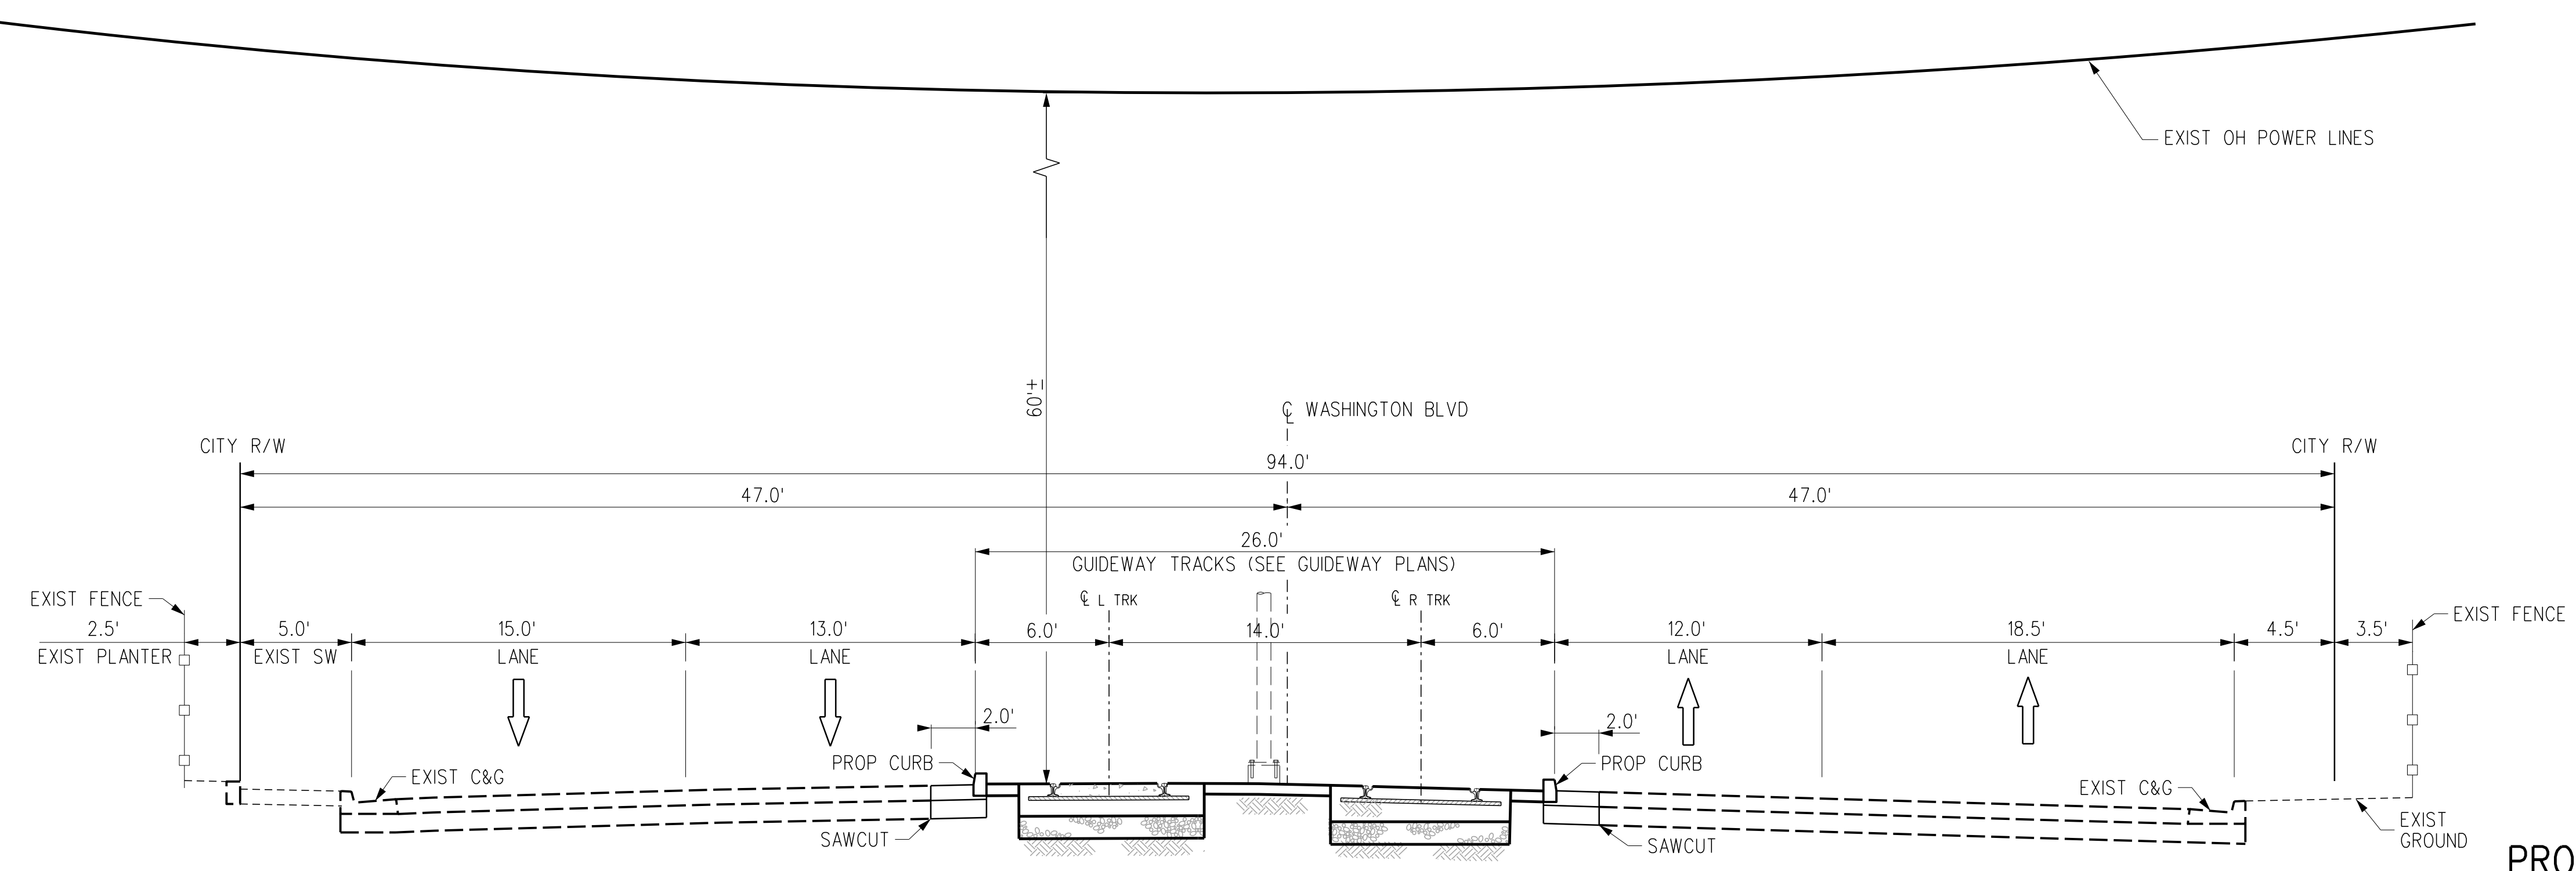 EXIST OH POWER LINES
60'±
℄ WASHINGTON BLVD
CITY R/W
CITY R/W
94.0'
47.0'
47.0'
26.0'
GUIDEWAY TRACKS (SEE GUIDEWAY PLANS)
EXIST FENCE
℄ L TRK
℄ R TRK
EXIST FENCE
2.5'
5.0'
15.0'
13.0'
6.0'
14.0'
6.0'
12.0'
18.5'
4.5'
3.5'
EXIST PLANTER
EXIST SW
LANE
LANE
LANE
LANE
2.0'
2.0'
PROP CURB
PROP CURB
EXIST C&G
EXIST C&G
SAWCUT
SAWCUT
EXIST
GROUND
PRO